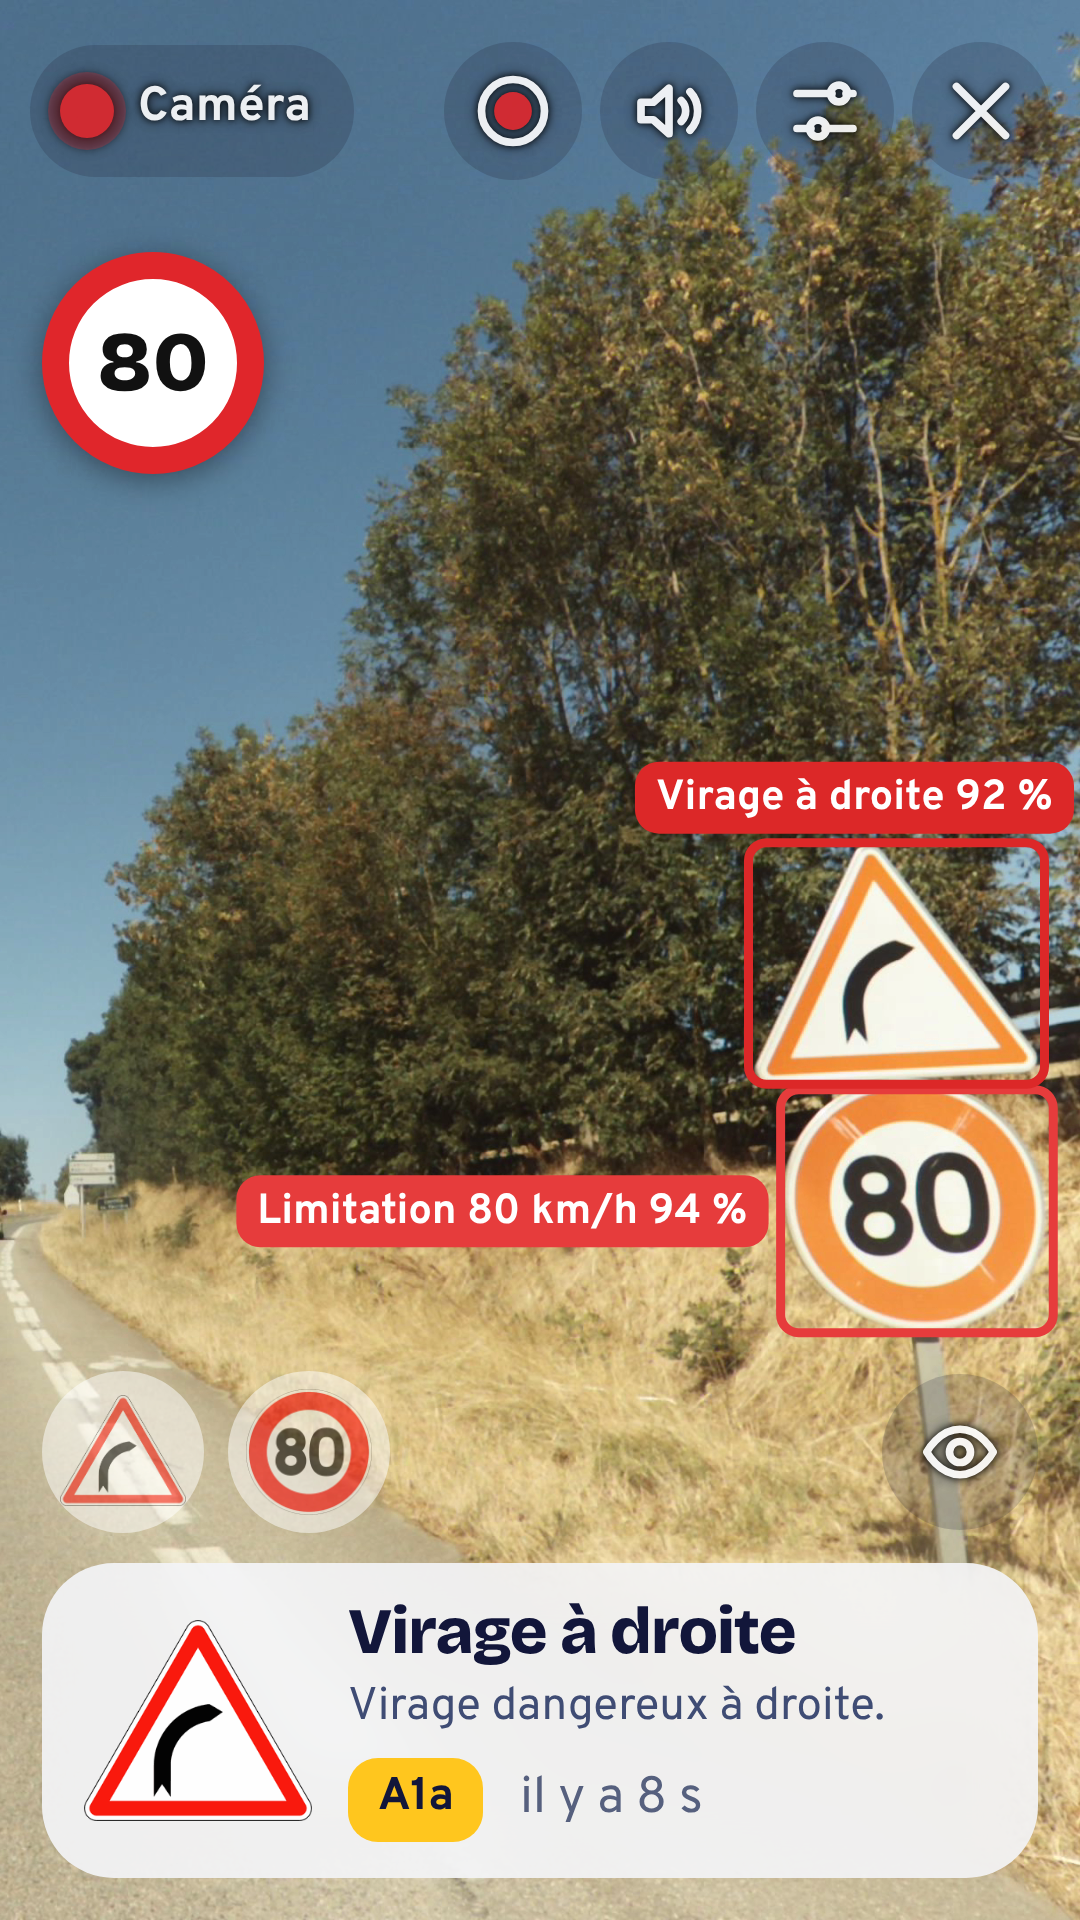 Caméra
80
Virage à droite 92 %
Limitation 80 km/h 94 %
80
80
Virage à droite
Virage dangereux à droite.
A1a
il y a 8 s